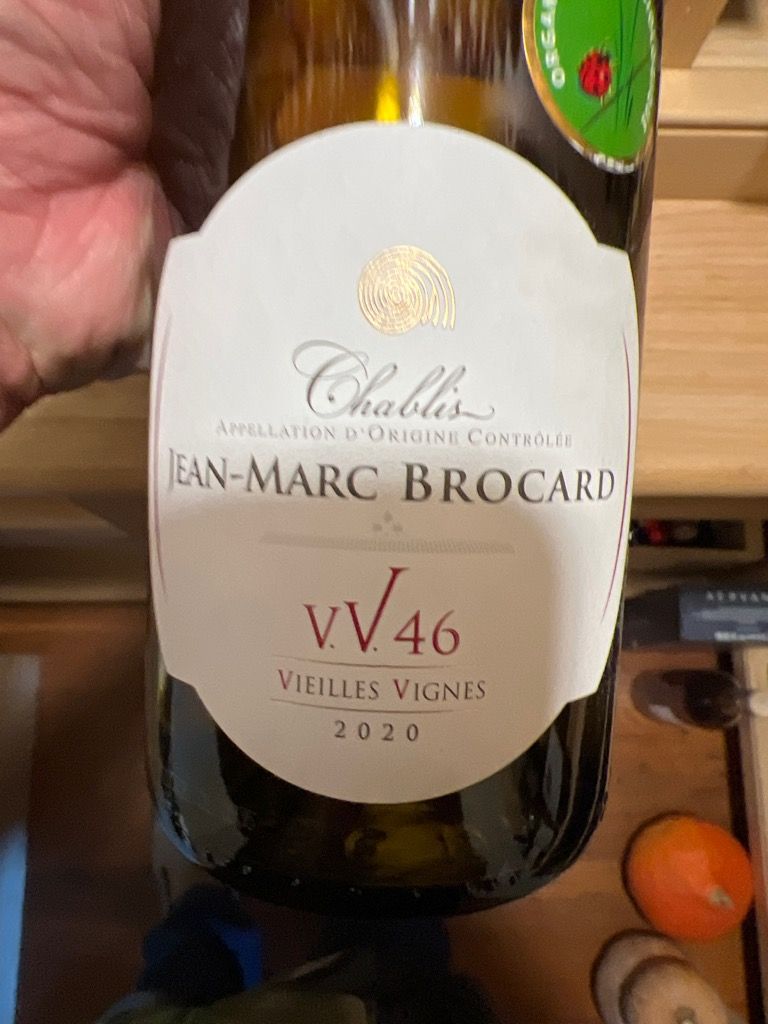 Chablis
APPELLATION D'ORIGINE CONTRÔLÉE
JEAN-MARC BROCARD
V.V. 46
VIEILLES VIGNES
2020